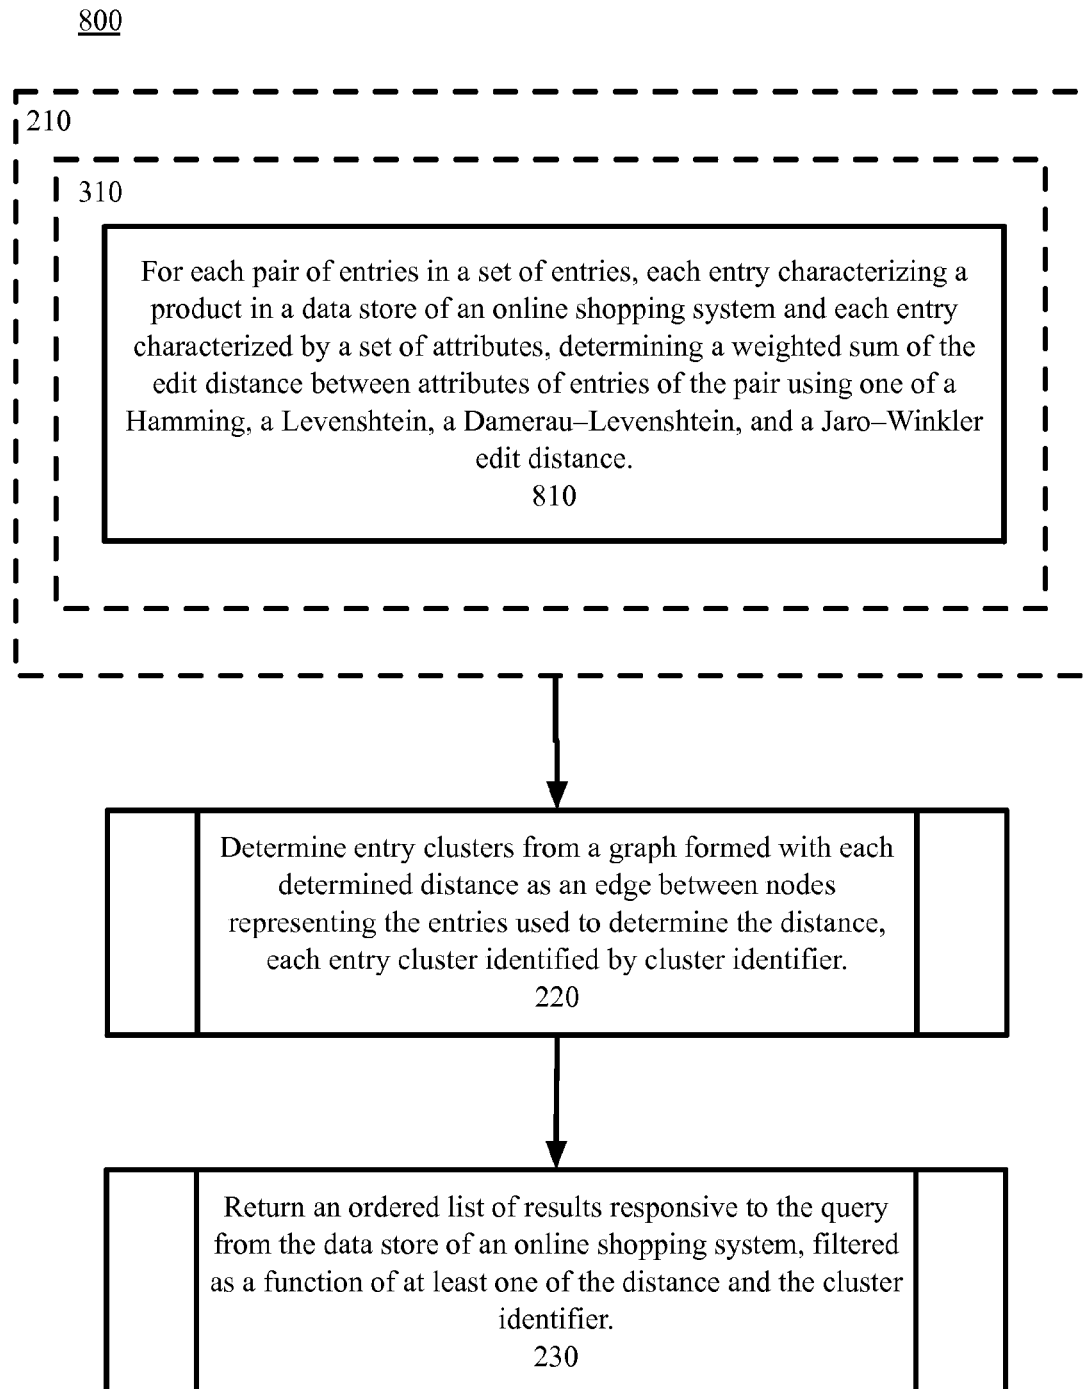 800
210
310
For each pair of entries in a set of entries, each entry characterizing a
product in a data store of an online shopping system and each entry
characterized by a set of attributes, determining a weighted sum of the
edit distance between attributes of entries of the pair using one of a
Hamming, a Levenshtein, a Damerau–Levenshtein, and a Jaro–Winkler
edit distance.
810
Determine entry clusters from a graph formed with each
determined distance as an edge between nodes
representing the entries used to determine the distance,
each entry cluster identified by cluster identifier.
220
Return an ordered list of results responsive to the query
from the data store of an online shopping system, filtered
as a function of at least one of the distance and the cluster
identifier.
230